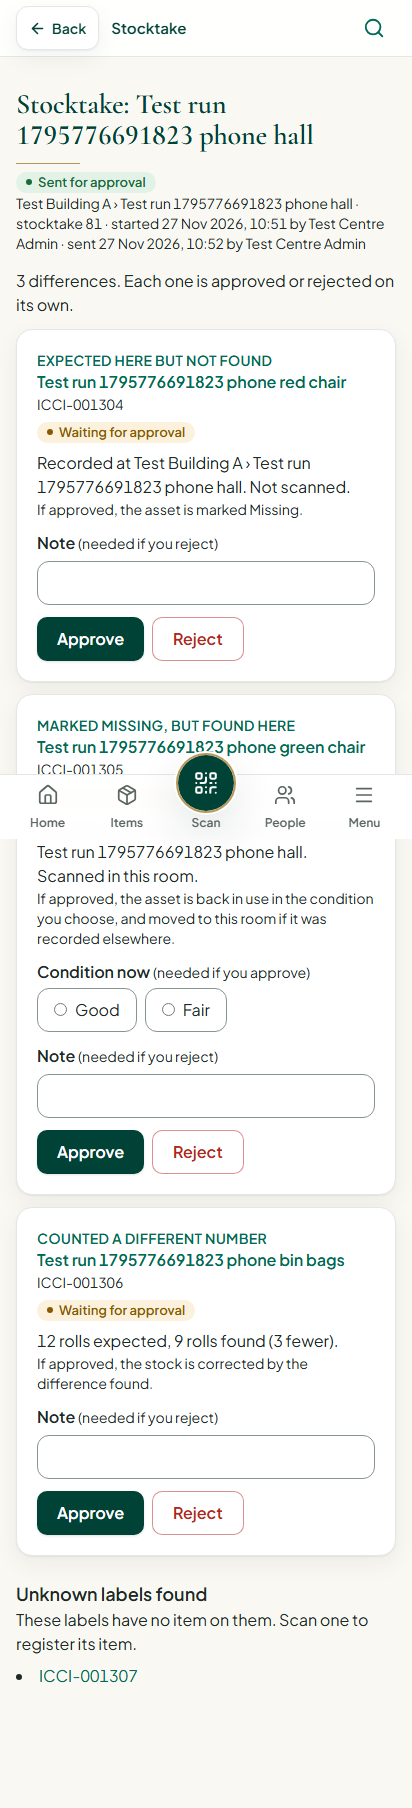 Back Stocktake
Stocktake: Test run
1795776691823 phone hall
Sent for approval
Test Building A › Test run 1795776691823 phone hall ·
stocktake 81 · started 27 Nov 2026, 10:51 by Test Centre
Admin · sent 27 Nov 2026, 10:52 by Test Centre Admin
3 differences. Each one is approved or rejected on
its own.
EXPECTED HERE BUT NOT FOUND
Test run 1795776691823 phone red chair
ICCI-001304
Waiting for approval
Recorded at Test Building A › Test run
1795776691823 phone hall. Not scanned.
If approved, the asset is marked Missing.
Note (needed if you reject)
Approve Reject
MARKED MISSING, BUT FOUND HERE
Test run 1795776691823 phone green chair
ICCI-001305
Home Items Scan People Menu
Test run 1795776691823 phone hall.
Scanned in this room.
If approved, the asset is back in use in the condition
you choose, and moved to this room if it was
recorded elsewhere.
Condition now (needed if you approve)
Good Fair
Note (needed if you reject)
Approve Reject
COUNTED A DIFFERENT NUMBER
Test run 1795776691823 phone bin bags
ICCI-001306
Waiting for approval
12 rolls expected, 9 rolls found (3 fewer).
If approved, the stock is corrected by the
difference found.
Note (needed if you reject)
Approve Reject
Unknown labels found
These labels have no item on them. Scan one to
register its item.
ICCI-001307